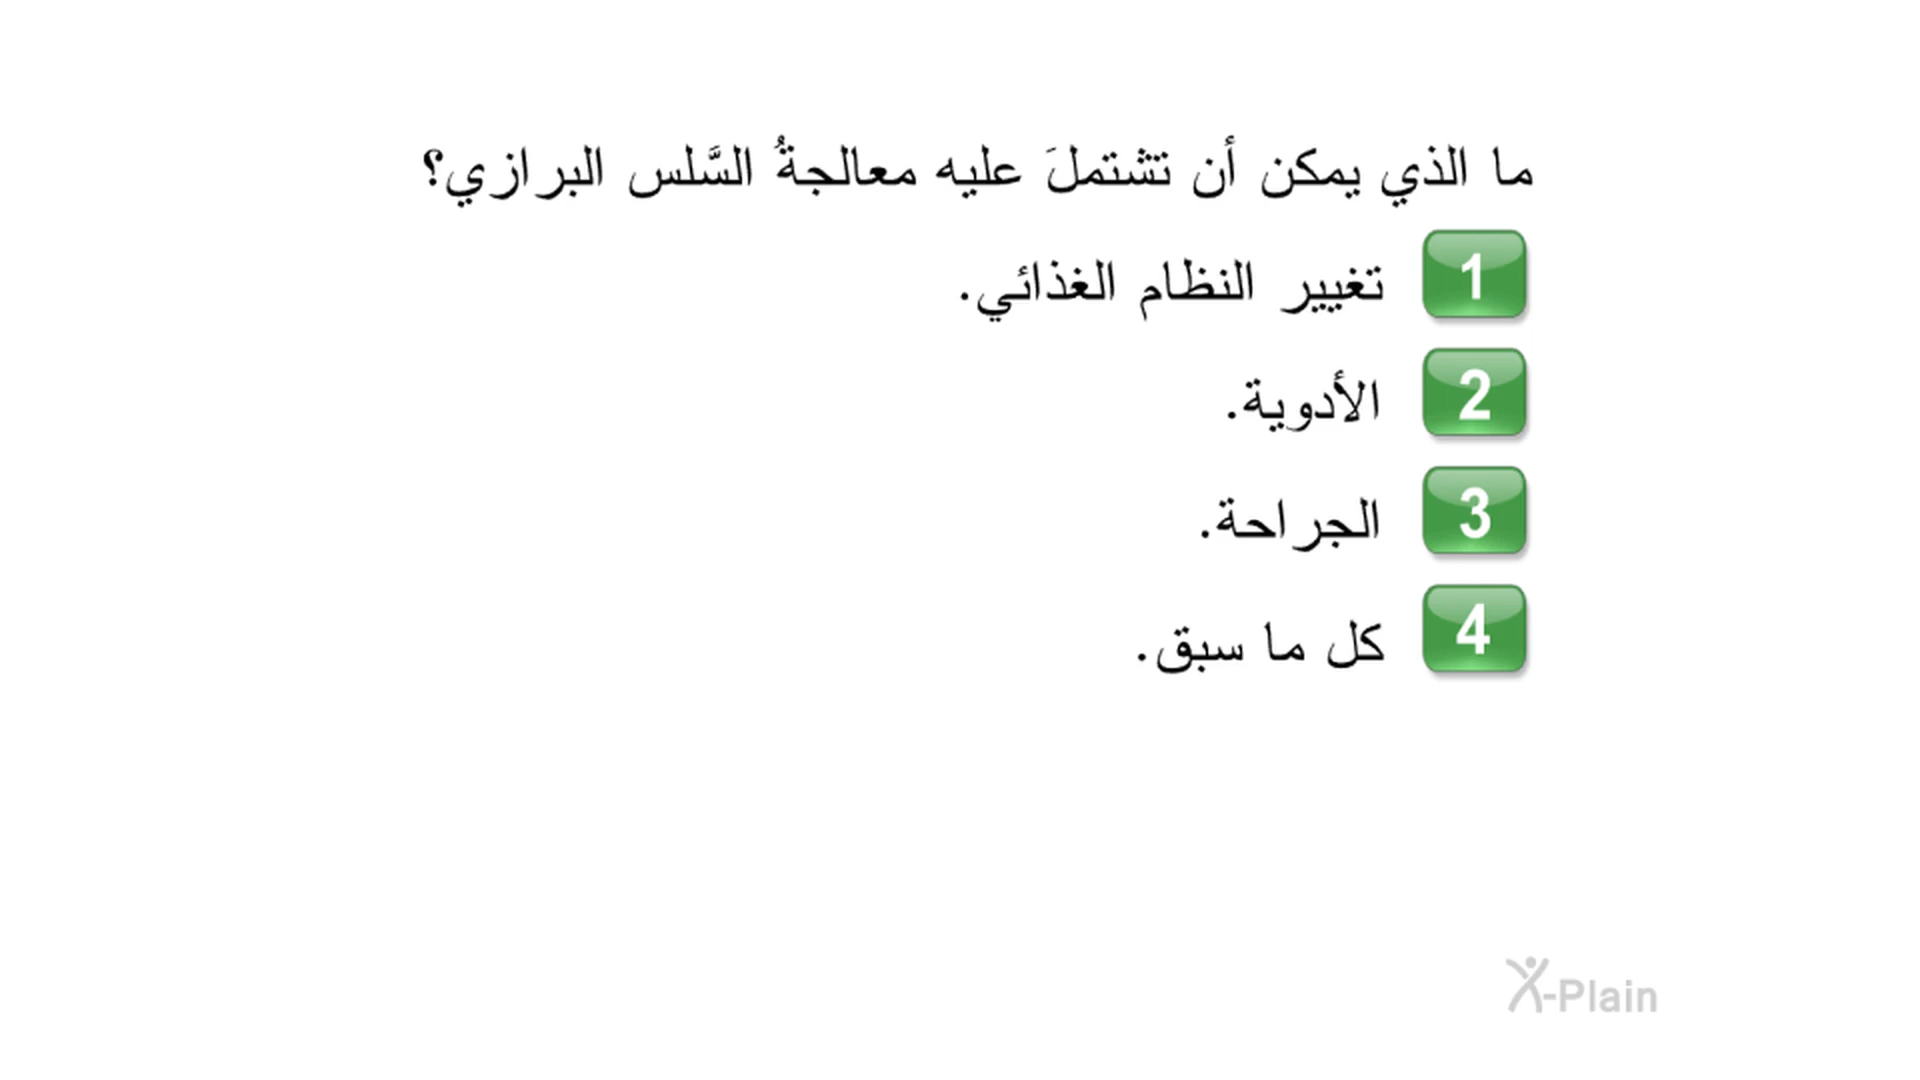 ما الذي يمكن أن تشتملَ عليه معالجةُ السَّلس البرازي؟
1 تغيير النظام الغذائي.
2 الأدوية.
3 الجراحة.
4 كل ما سبق.
X-Plain